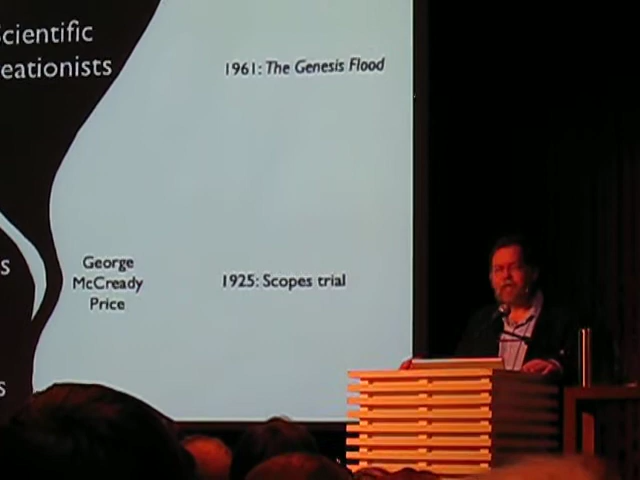 cientific
eationists
1961: The Genesis Flood
s
George
McCready
Price
1925: Scopes trial
s